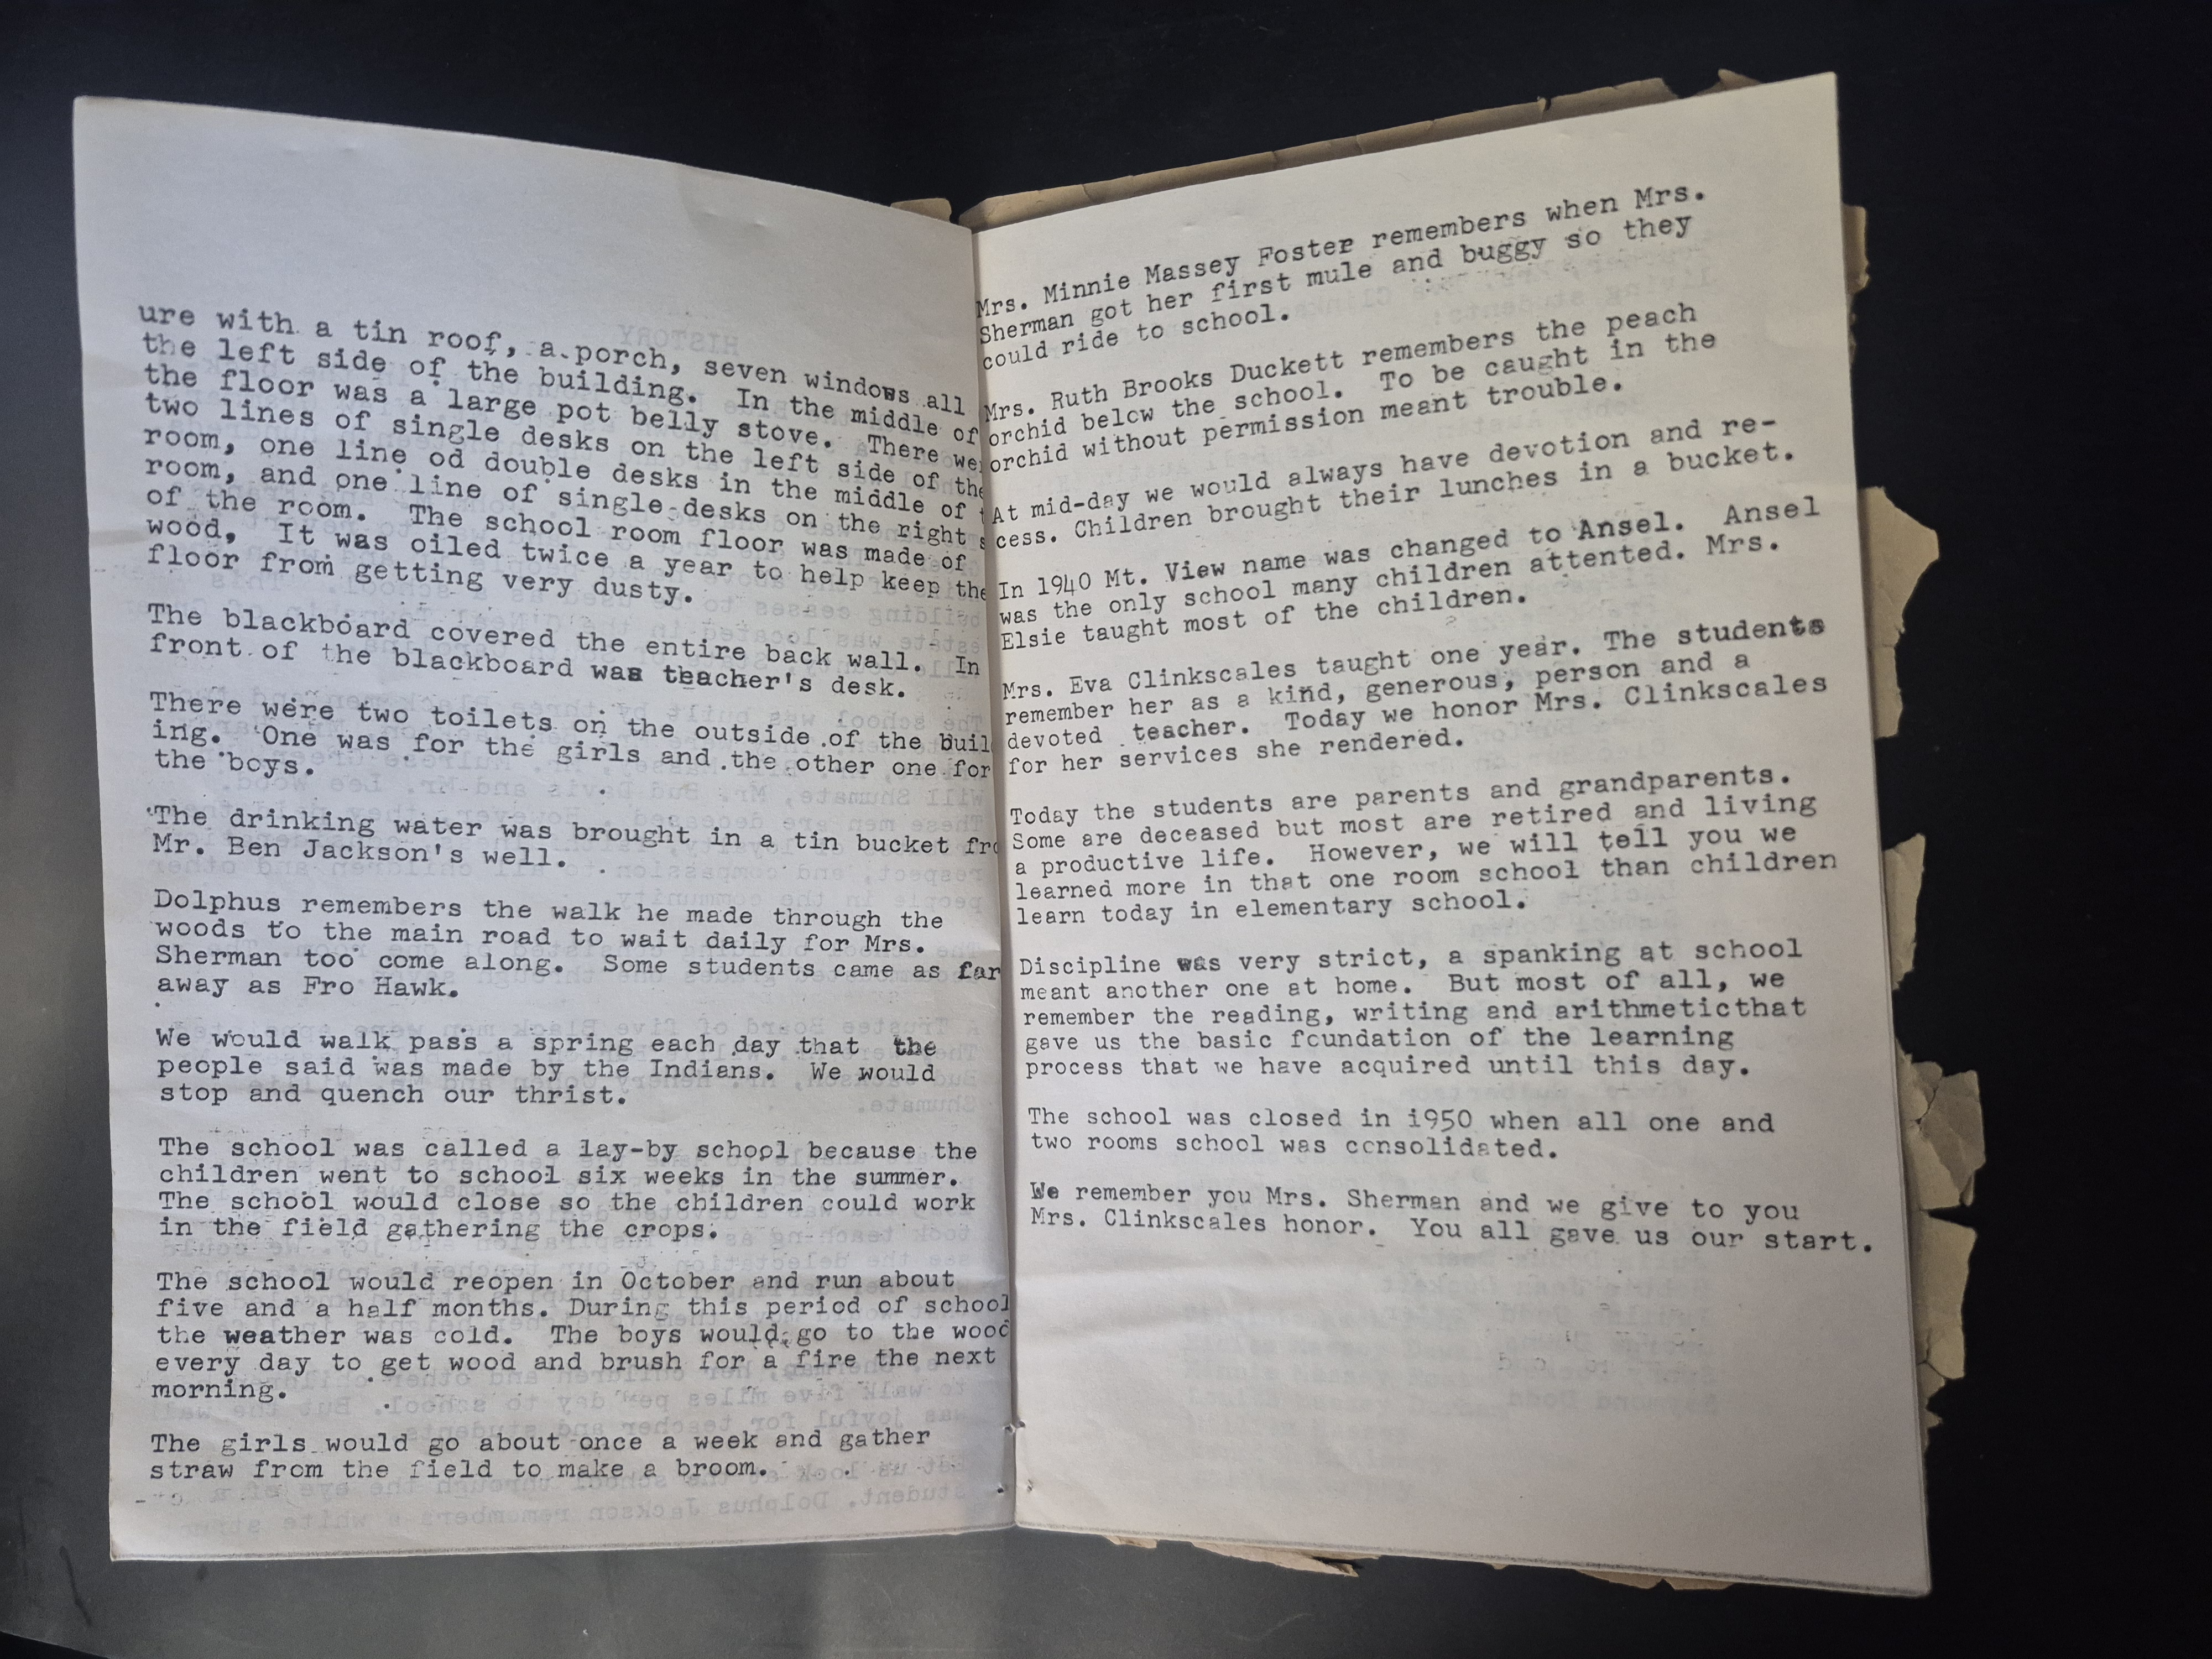 ure with a tin roof, a porch, seven windows all
the left side of the building. In the middle of
the floor was a large pot belly stove. There
two lines of single desks on the left side of the
room, one line od double desks in the middle of
room, and one line of single desks on the right
of the room. The school room floor was made of
wood, It was oiled twice a year to help keep the
floor from getting very dusty.
The blackboard covered the entire back wall. In
front of the blackboard was teacher's desk.
There were two toilets on the outside of the buil
ing. One was for the girls and the other one for
the boys.
The drinking water was brought in a tin bucket
Mr. Ben Jackson's well.
Dolphus remembers the walk he made through the
woods to the main road to wait daily for Mrs.
Sherman too come along. Some students came as far
away as Fro Hawk.
We would walk pass a spring each day that the
people said was made by the Indians. We would
stop and quench our thrist.
The school was called a lay-by school because the
children went to school six weeks in the summer.
The school would close so the children could work
in the field gathering the crops.
The school would reopen in October and run about
five and a half months. During this period of school
the weather was cold. The boys would go to the wood
every day to get wood and brush for a fire the next
morning.
The girls would go about once a week and gather
straw from the field to make a broom.
Mrs. Minnie Massey Foster remembers when Mrs.
Sherman got her first mule and buggy so they
could ride to school.
Mrs. Ruth Brooks Duckett remembers the peach
orchid below the school. To be caught in the
orchid without permission meant trouble.
At mid-day we would always have devotion and re-
cess. Children brought their lunches in a bucket.
In 1940 Mt. View name was changed to Ansel. Ansel
was the only school many children attented. Mrs.
Elsie taught most of the children.
Mrs. Eva Clinkscales taught one year. The students
remember her as a kind, generous, person and a
devoted teacher. Today we honor Mrs. Clinkscales
for her services she rendered.
Today the students are parents and grandparents.
Some are deceased but most are retired and living
a productive life. However, we will tell you we
learned more in that one room school than children
learn today in elementary school.
Discipline was very strict, a spanking at school
meant another one at home. But most of all, we
remember the reading, writing and arithmeticthat
gave us the basic foundation of the learning
process that we have acquired until this day.
The school was closed in i950 when all one and
two rooms school was consolidated.
We remember you Mrs. Sherman and we give to you
Mrs. Clinkscales honor. You all gave us our start.